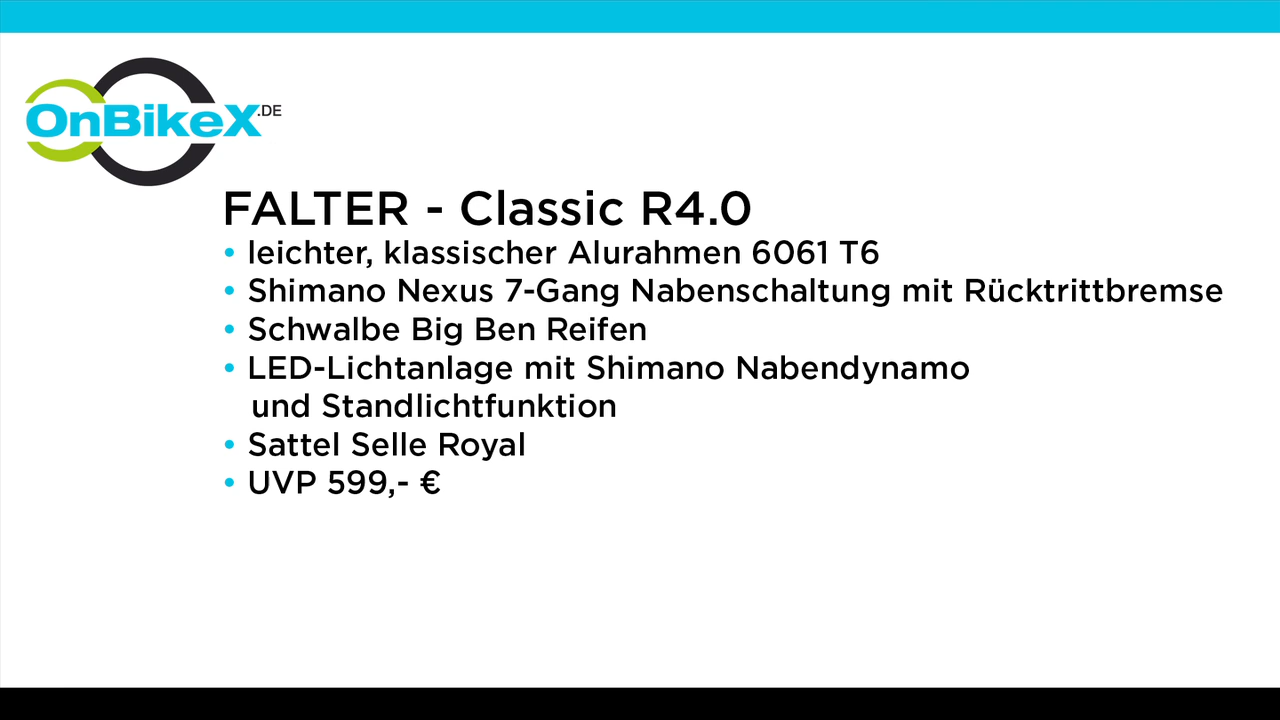 OnBikeX.DE
FALTER - Classic R4.0
• leichter, klassischer Alurahmen 6061 T6
• Shimano Nexus 7-Gang Nabenschaltung mit Rücktrittbremse
• Schwalbe Big Ben Reifen
• LED-Lichtanlage mit Shimano Nabendynamo
und Standlichtfunktion
• Sattel Selle Royal
• UVP 599,- €